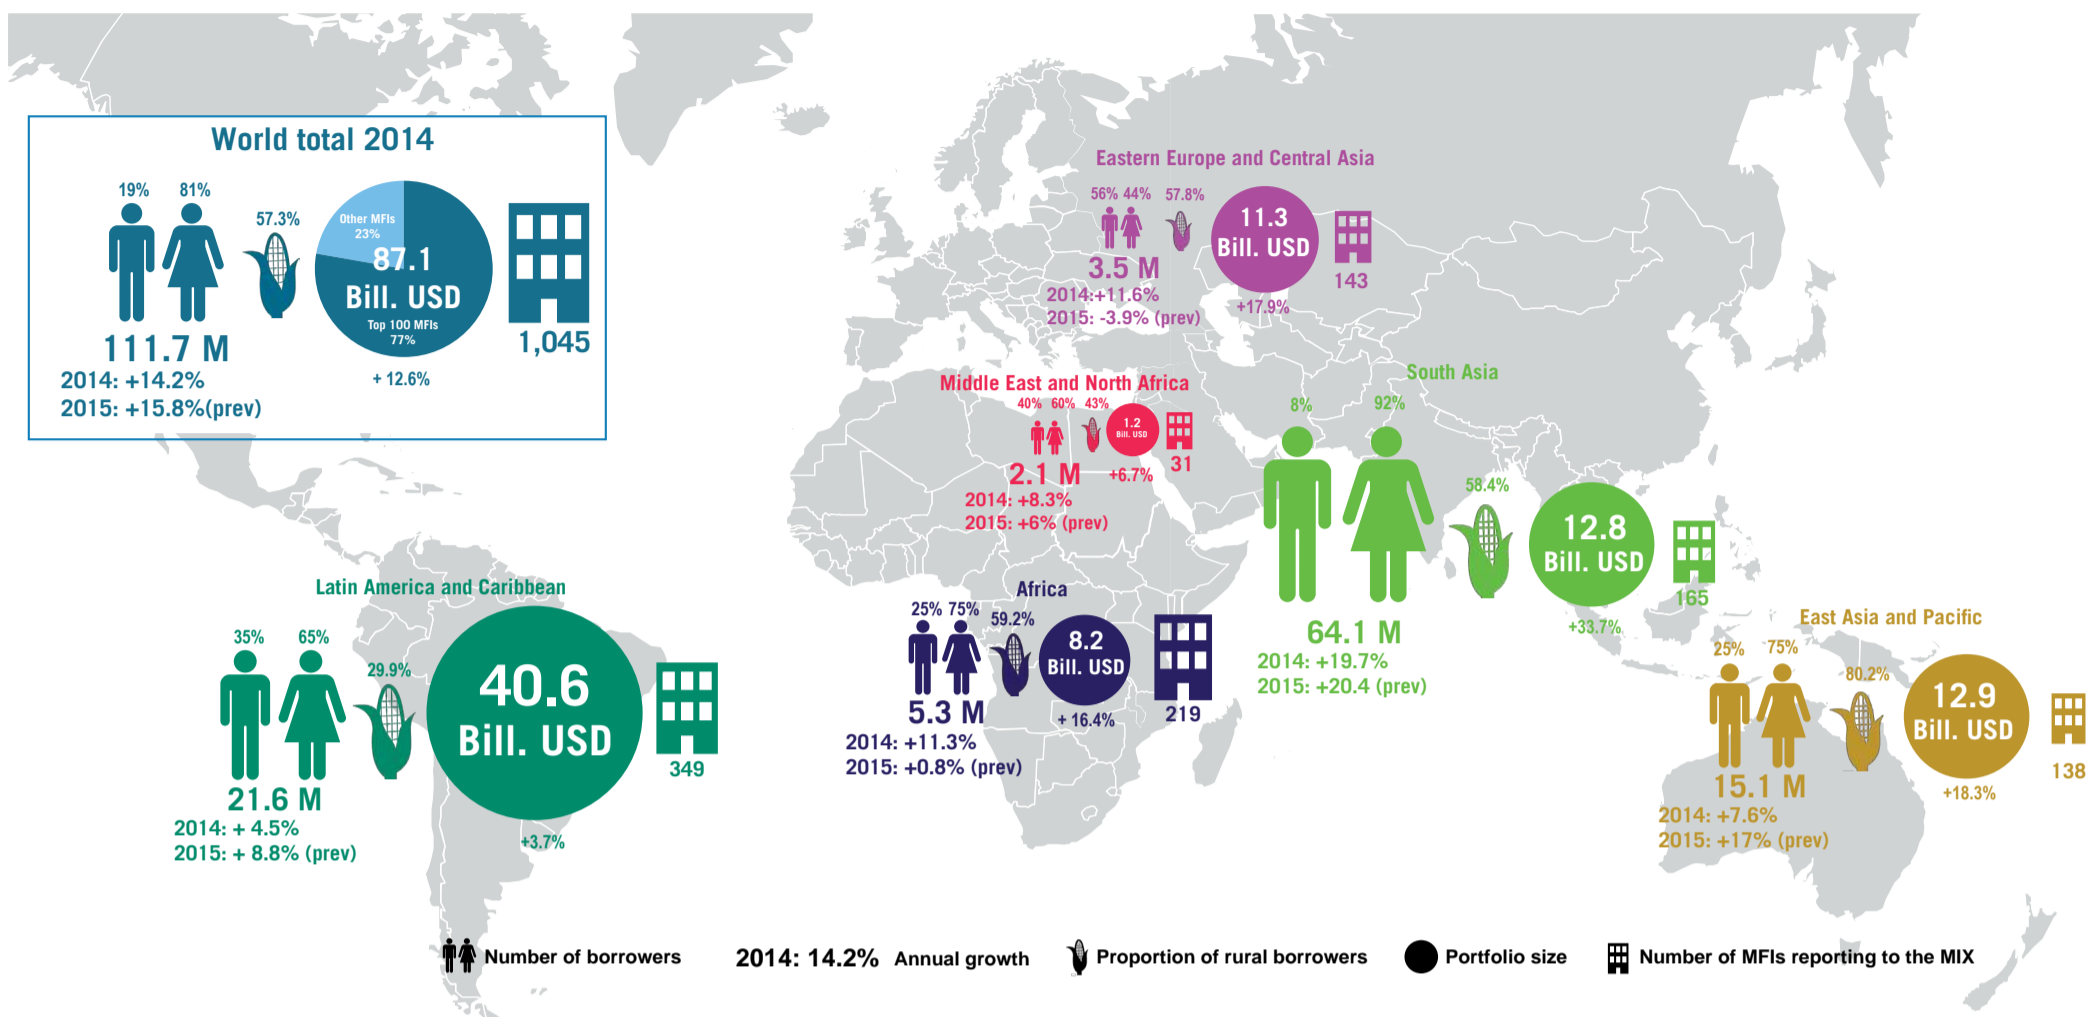 World total 2014
19% 81%
57.3%
Other MFIs
23%
87.1
Bill. USD
Top 100 MFIs
77%
111.7 M
1,045
2014: +14.2%
2015: +15.8%(prev)
+ 12.6%
Eastern Europe and Central Asia
56% 44% 57.8%
11.3
Bill. USD
3.5 M
143
2014:+11.6%
2015: -3.9% (prev)
+17.9%
Middle East and North Africa
40% 60% 43%
1.2
Bill. USD
2.1 M
31
+6.7%
2014: +8.3%
2015: +6% (prev)
South Asia
8% 92%
58.4%
12.8
Bill. USD
165
64.1 M
+33.7%
2014: +19.7%
2015: +20.4 (prev)
Latin America and Caribbean
35% 65%
29.9%
40.6
Bill. USD
349
21.6 M
2014: + 4.5%
2015: + 8.8% (prev)
+3.7%
Africa
25% 75% 59.2%
8.2
Bill. USD
5.3 M
219
+ 16.4%
2014: +11.3%
2015: +0.8% (prev)
East Asia and Pacific
25% 75%
80.2%
12.9
Bill. USD
138
15.1 M
+18.3%
2014: +7.6%
2015: +17% (prev)
Number of borrowers
2014: 14.2% Annual growth
Proportion of rural borrowers
Portfolio size
Number of MFIs reporting to the MIX